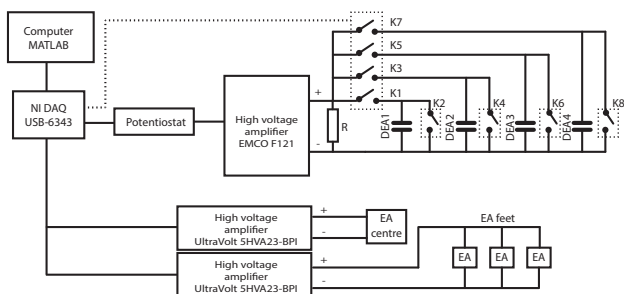 Computer
MATLAB
NI DAQ
USB-6343
Potentiostat
High voltage
amplifier
EMCO F121
+
-
R
K7
K5
K3
K1
DEA1
K2
DEA2
K4
DEA3
K6
DEA4
K8
High voltage
amplifier
UltraVolt 5HVA23-BPI
+
-
EA
centre
High voltage
amplifier
UltraVolt 5HVA23-BPI
+
-
EA feet
EA
EA
EA